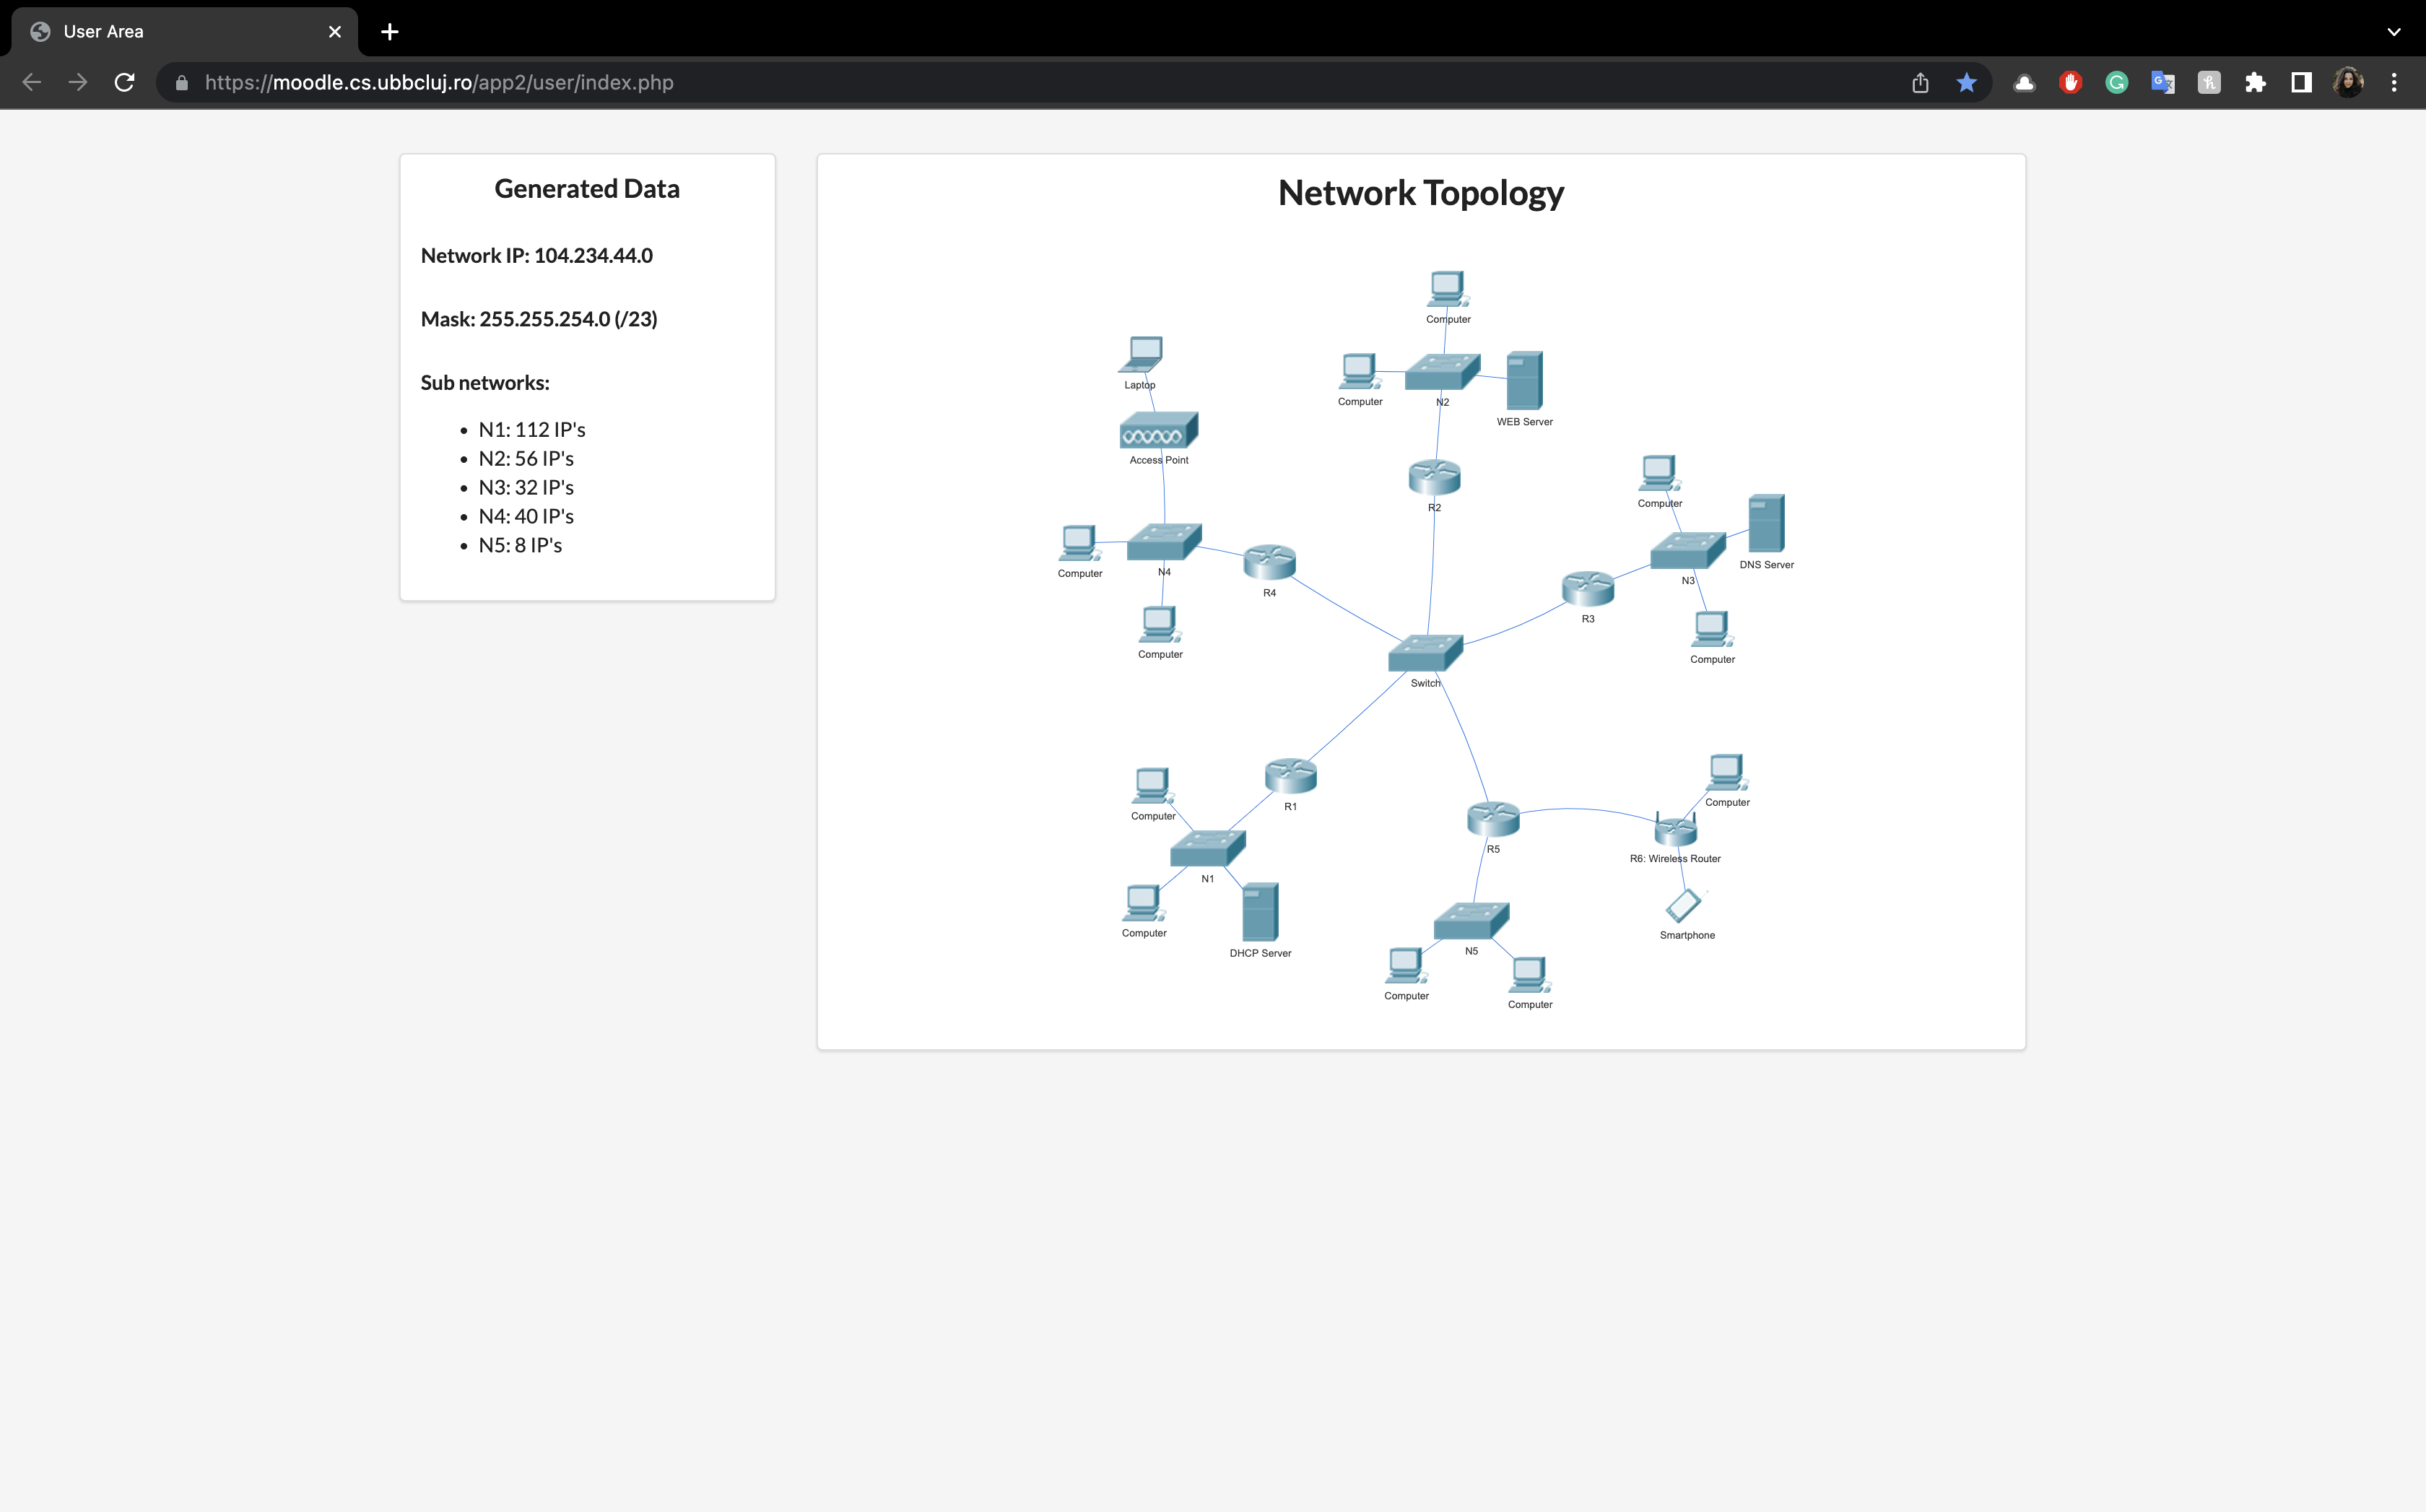 User Area
https://moodle.cs.ubbcluj.ro/app2/user/index.php
Generated Data
Network IP: 104.234.44.0
Mask: 255.255.254.0 (/23)
Sub networks:
• N1: 112 IP's
• N2: 56 IP's
• N3: 32 IP's
• N4: 40 IP's
• N5: 8 IP's
Network Topology
Computer
Laptop
Computer
N2
WEB Server
Access Point
Computer
R2
DNS Server
Computer
N4
N3
R4
R3
Computer
Computer
Switch
Computer
R1
Computer
R5
R6: Wireless Router
N1
Computer
Smartphone
DHCP Server
N5
Computer
Computer